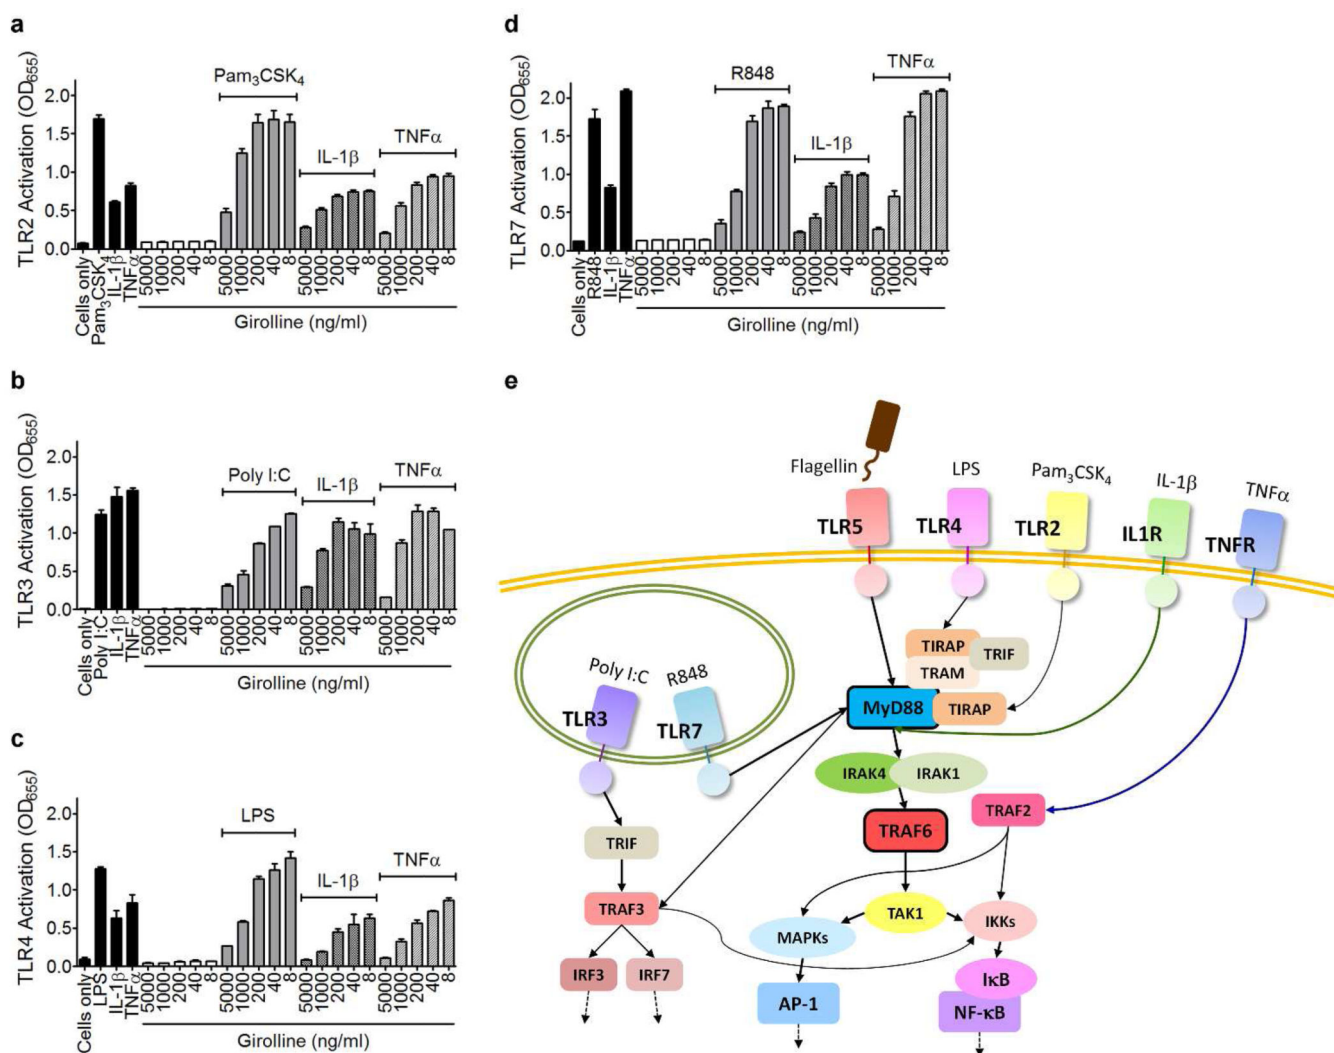 a
TLR2 Activation (OD655)
2.0
1.5
1.0
0.5
0.0
Pam3CSK4
IL-1β
TNFα
Cells only
Pam3CSK4
IL-1β
TNFα
5000
1000
200
40
8
5000
1000
200
40
8
5000
1000
200
40
8
5000
1000
200
40
8
Girolline (ng/ml)
b
TLR3 Activation (OD655)
2.0
1.5
1.0
0.5
0.0
Poly I:C
IL-1β
TNFα
Cells only
Poly I:C
IL-1β
TNFα
5000
1000
200
40
8
5000
1000
200
40
8
5000
1000
200
40
8
5000
1000
200
40
8
Girolline (ng/ml)
c
TLR4 Activation (OD655)
2.0
1.5
1.0
0.5
0.0
LPS
IL-1β
TNFα
Cells only
LPS
IL-1β
TNFα
5000
1000
200
40
8
5000
1000
200
40
8
5000
1000
200
40
8
5000
1000
200
40
8
Girolline (ng/ml)
d
TLR7 Activation (OD655)
2.0
1.5
1.0
0.5
0.0
R848
IL-1β
TNFα
Cells only
R848
IL-1β
TNFα
5000
1000
200
40
8
5000
1000
200
40
8
5000
1000
200
40
8
5000
1000
200
40
8
Girolline (ng/ml)
e
Flagellin
LPS
Pam3CSK4
IL-1β
TNFα
TLR5
TLR4
TLR2
IL1R
TNFR
Poly I:C
R848
TLR3
TLR7
TIRAP
TRIF
TRAM
MyD88
TIRAP
IRAK4
IRAK1
TRAF2
TRAF6
TRIF
TRAF3
TAK1
MAPKs
IKKs
IRF3
IRF7
AP-1
IκB
NF-κB